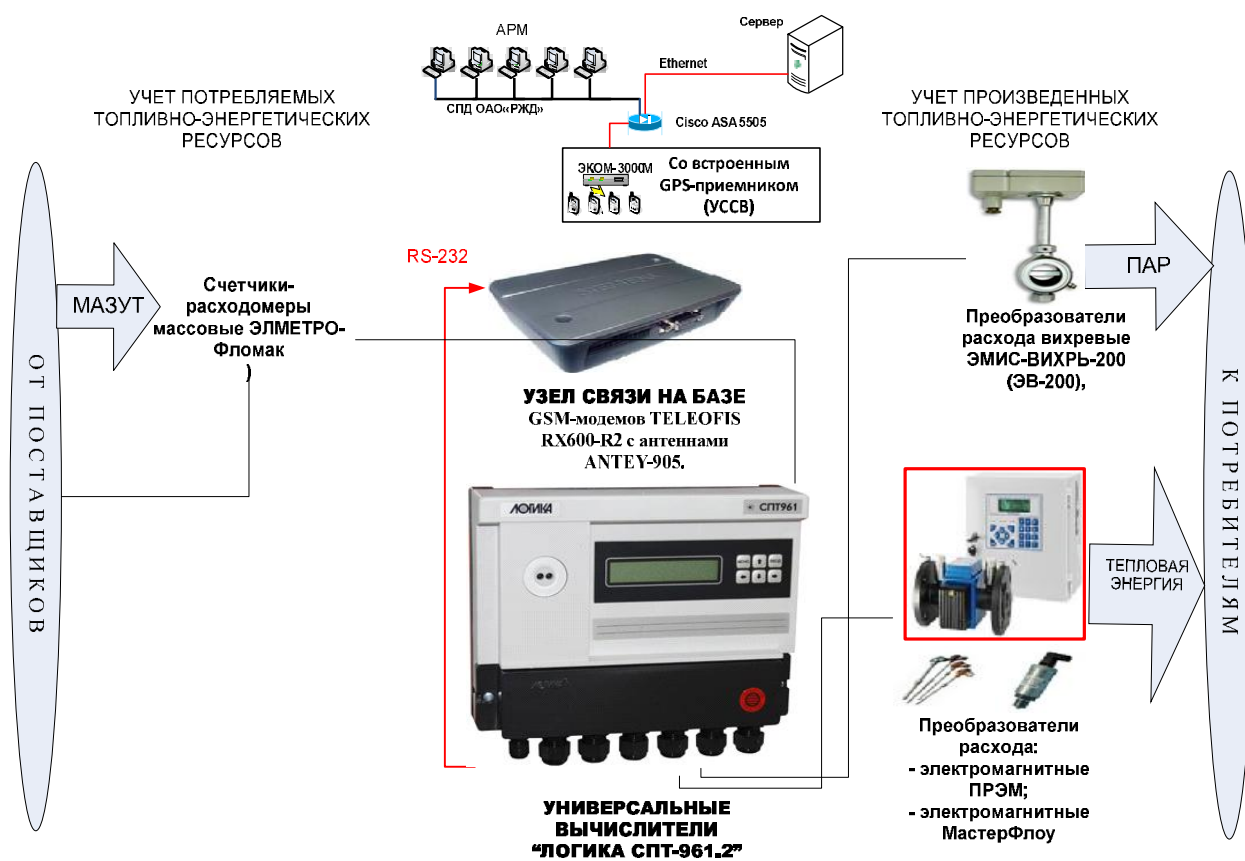 АРМ
Сервер
Ethernet
СПД ОАО«РЖД»
Cisco ASA 5505
УЧЕТ ПОТРЕБЛЯЕМЫХ
ТОПЛИВНО-ЭНЕРГЕТИЧЕСКИХ
РЕСУРСОВ
УЧЕТ ПРОИЗВЕДЕННЫХ
ТОПЛИВНО-ЭНЕРГЕТИЧЕСКИХ
РЕСУРСОВ
ЭКОМ-3000М
Со встроенным
GPS-приемником
(УССВ)
RS-232
ОТ ПОСТАВЩИКОВ
МАЗУТ
Счетчики-
расходомеры
массовые ЭЛМЕТРО-
Фломак
)
УЗЕЛ СВЯЗИ НА БАЗЕ
GSM-модемов TELEOFIS
RX600-R2 с антеннами
ANTEY-905.
ЛОГИКА
СПТ961
УНИВЕРСАЛЬНЫЕ
ВЫЧИСЛИТЕЛИ
“ЛОГИКА СПТ-961.2”
ПАР
Преобразователи
расхода вихревые
ЭМИС-ВИХРЬ-200
(ЭВ-200),
ТЕПЛОВАЯ
ЭНЕРГИЯ
Преобразователи
расхода:
- электромагнитные
ПРЭМ;
- электромагнитные
МастерФлоу
К ПОТРЕБИТЕЛЯМ